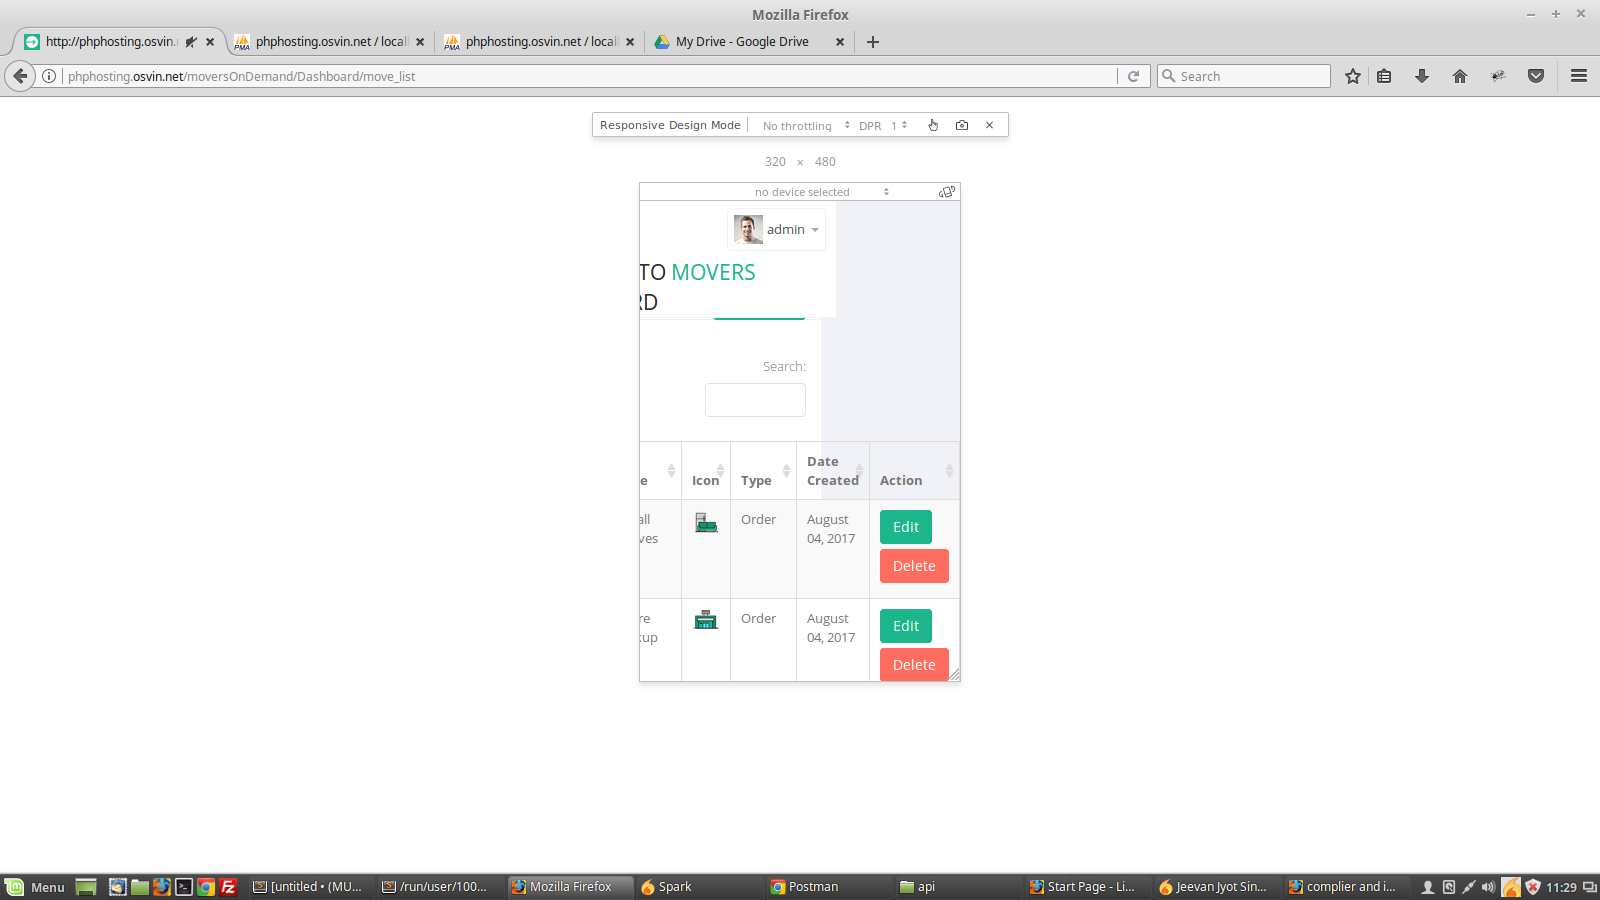 Mozilla Firefox
http://phphosting.osvin.
phphosting.osvin.net / local
phphosting.osvin.net / local
My Drive - Google Drive
phphosting.osvin.net/moversOnDemand/Dashboard/move_list
Search
Responsive Design Mode
No throttling
DPR 1
320 × 480
no device selected
admin
TO MOVERS
RD
Search:
e
Icon
Type
Date
Created
Action
all
ves
Order
August
04, 2017
Edit
Delete
re
kup
Order
August
04, 2017
Edit
Delete
Menu
[untitled • (MU...
/run/user/100...
Mozilla Firefox
Spark
Postman
api
Start Page - Li...
Jeevan Jyot Sin...
complier and i...
11:29